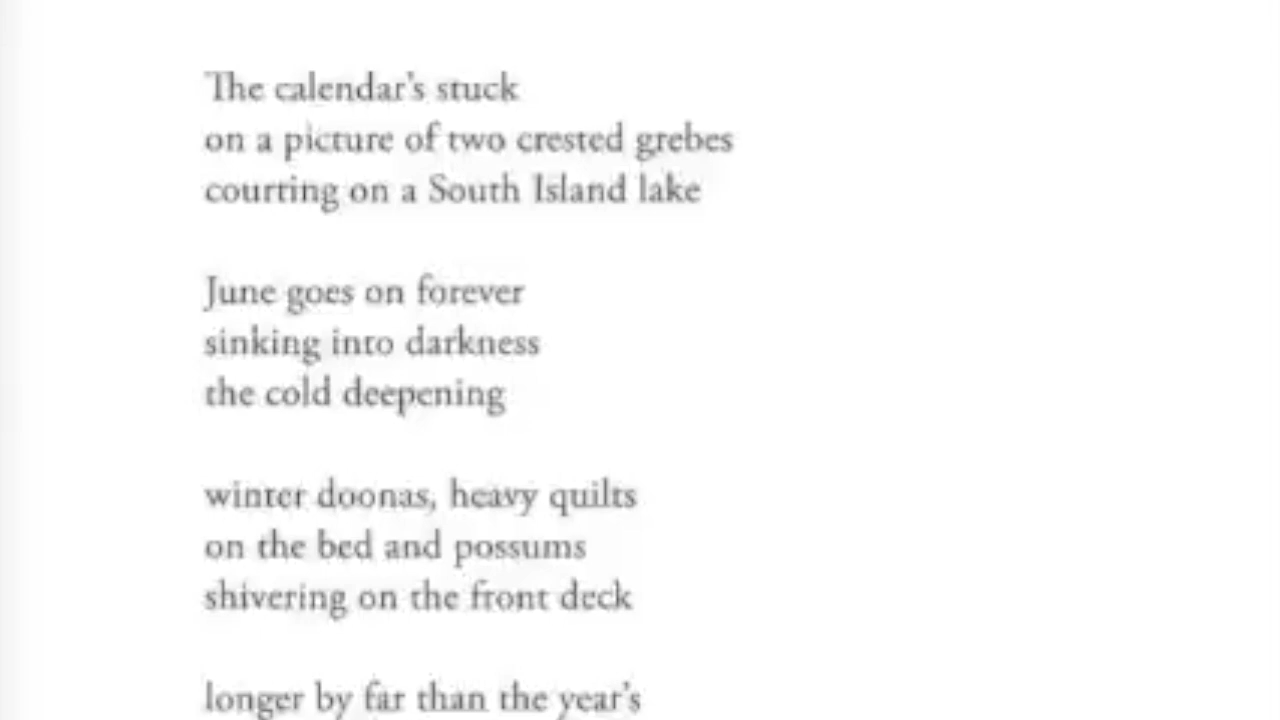 The calendar's stuck
on a picture of two crested grebes
courting on a South Island lake
June goes on forever
sinking into darkness
the cold deepening
winter doonas, heavy quilts
on the bed and possums
shivering on the front deck
longer by far than the year's